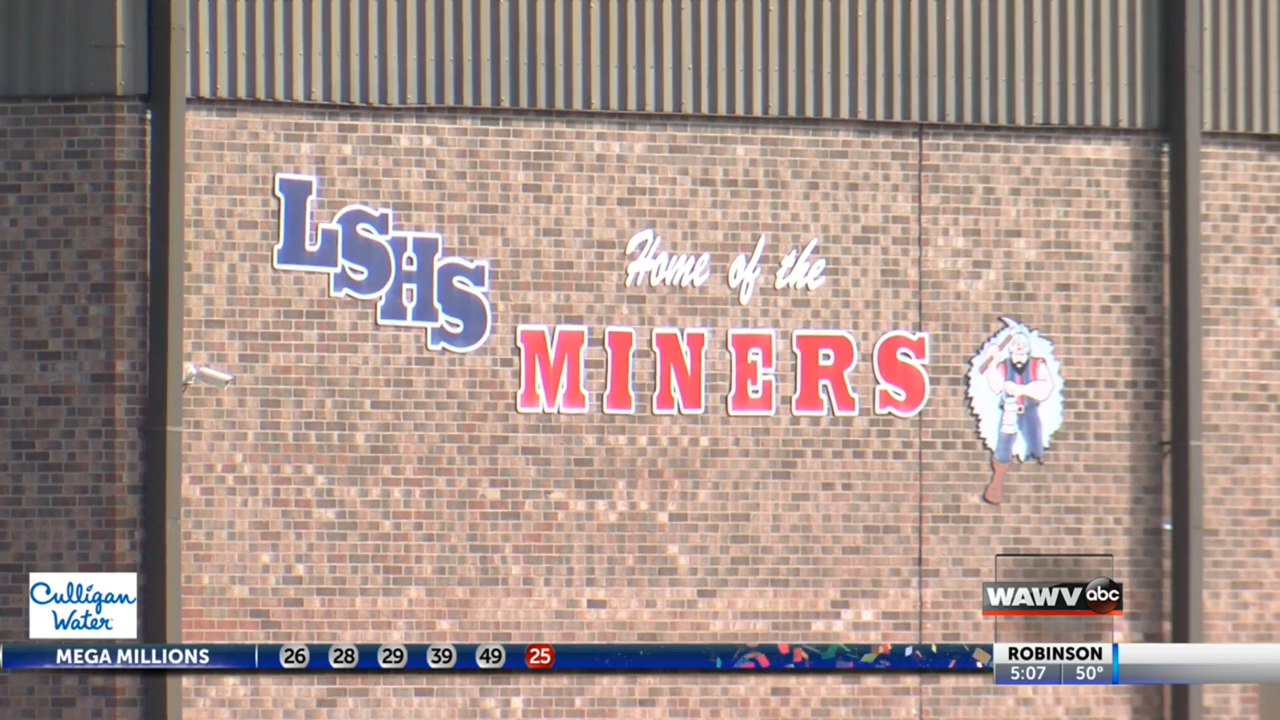 LSHS
Home of the
MINERS
Culligan
Water
WAWV abc
MEGA MILLIONS 26 28 29 39 49 25
ROBINSON
5:07 50°